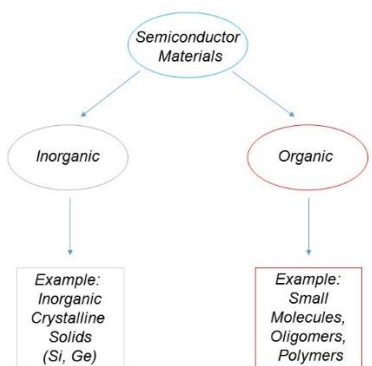 Semiconductor
Materials
Inorganic
Organic
Example:
Inorganic
Crystalline
Solids
(Si, Ge)
Example:
Small
Molecules,
Oligomers,
Polymers